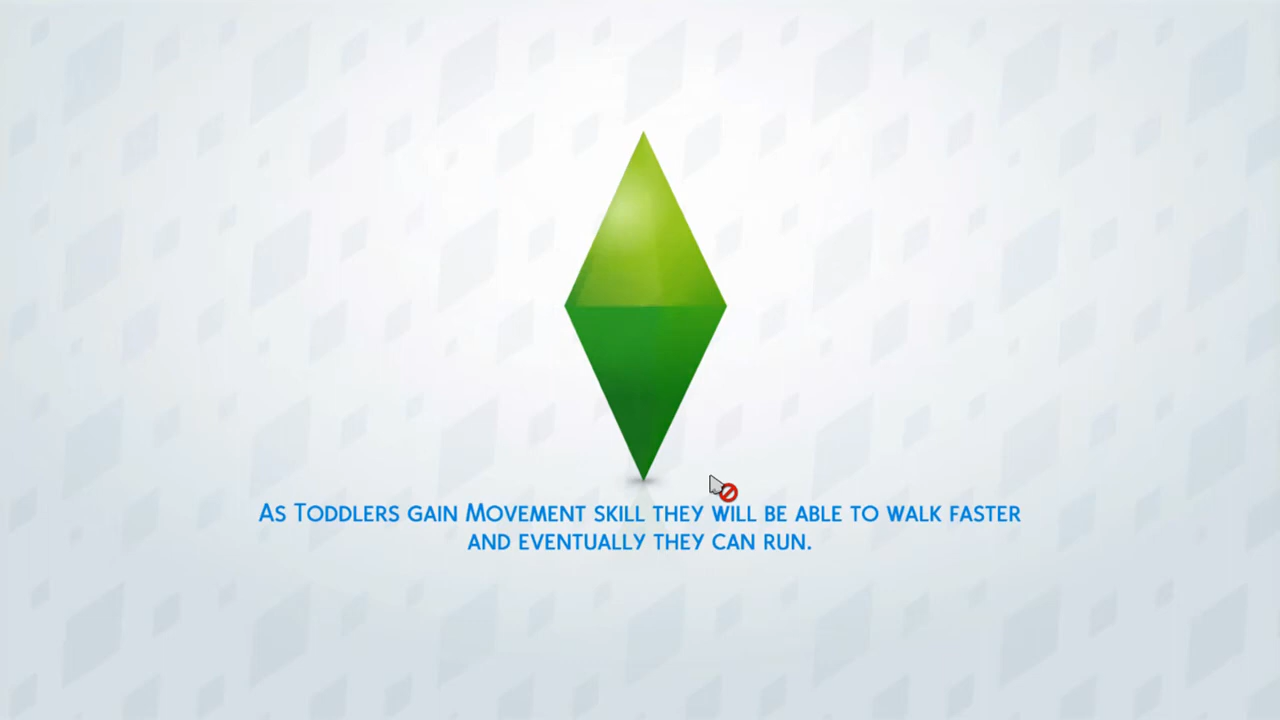 As Toddlers gain Movement skill they will be able to walk faster
and eventually they can run.